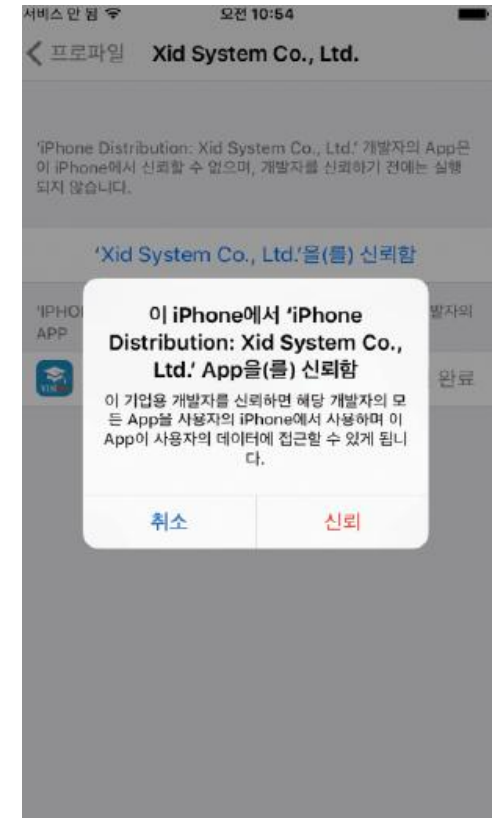 서비스 안 됨 오전 10:54
프로파일 Xid System Co., Ltd.
'iPhone Distribution: Xid System Co., Ltd.' 개발자의 App은
이 iPhone에서 신뢰할 수 없으며, 개발자를 신뢰하기 전에는 실행
되지 않습니다.
'Xid System Co., Ltd.'을(를) 신뢰함
'IPHO 발자의
APP
완료
이 iPhone에서 'iPhone
Distribution: Xid System Co.,
Ltd.' App을(를) 신뢰함
이 기업용 개발자를 신뢰하면 해당 개발자의 모
든 App을 사용자의 iPhone에서 사용하며 이
App이 사용자의 데이터에 접근할 수 있게 됩니
다.
취소 신뢰